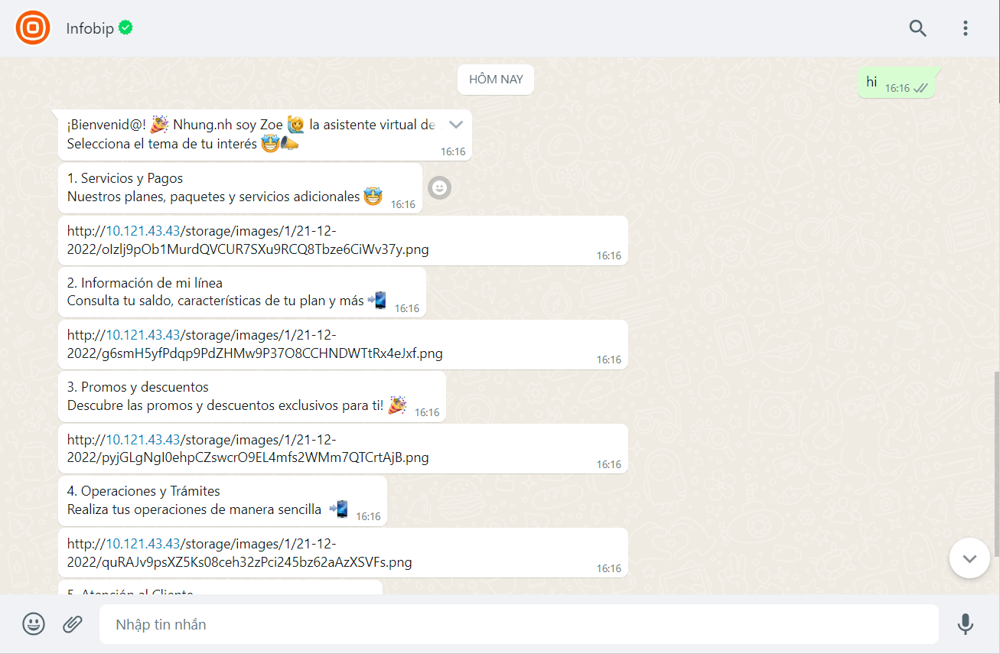 Infobip
HÔM NAY
hi 16:16
¡Bienvenid@! 🎉 Nhung.nh soy Zoe 🙋 la asistente virtual de
Selecciona el tema de tu interés 🤩📣
16:16
1. Servicios y Pagos
Nuestros planes, paquetes y servicios adicionales 🤩 16:16
http://10.121.43.43/storage/images/1/21-12-
2022/oIzlj9pOb1MurdQVCUR7SXu9RCQ8Tbze6CiWv37y.png
16:16
2. Información de mi línea
Consulta tu saldo, características de tu plan y más 📲 16:16
http://10.121.43.43/storage/images/1/21-12-
2022/g6smH5yfPdqp9PdZHMw9P37O8CCHNDWTtRx4eJxf.png
16:16
3. Promos y descuentos
Descubre las promos y descuentos exclusivos para ti! 🎉 16:16
http://10.121.43.43/storage/images/1/21-12-
2022/pyjGLgNgI0ehpCZswcrO9EL4mfs2WMm7QTCrtAjB.png
16:16
4. Operaciones y Trámites
Realiza tus operaciones de manera sencilla 📲 16:16
http://10.121.43.43/storage/images/1/21-12-
2022/quRAJv9psXZ5Ks08ceh32zPci245bz62aAzXSVFs.png
16:16
5. Atención al Cliente
Nhập tin nhắn